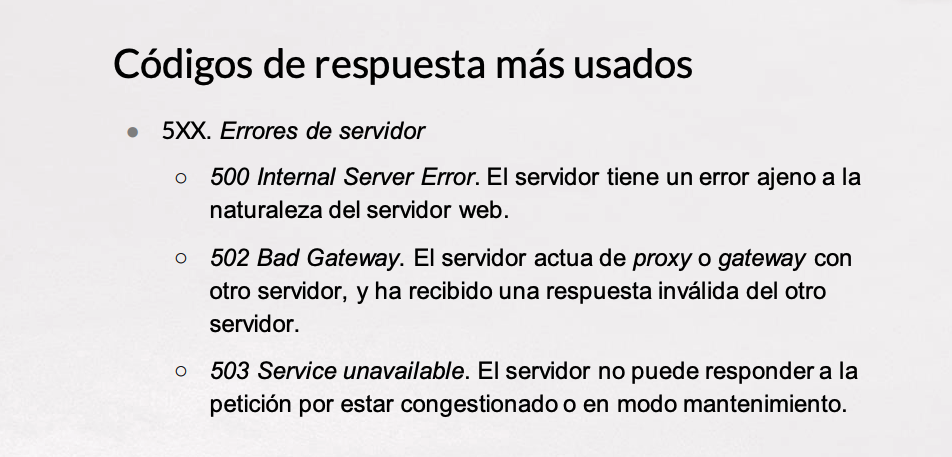 Códigos de respuesta más usados
● 5XX. Errores de servidor
○ 500 Internal Server Error. El servidor tiene un error ajeno a la
naturaleza del servidor web.
○ 502 Bad Gateway. El servidor actua de proxy o gateway con
otro servidor, y ha recibido una respuesta inválida del otro
servidor.
○ 503 Service unavailable. El servidor no puede responder a la
petición por estar congestionado o en modo mantenimiento.